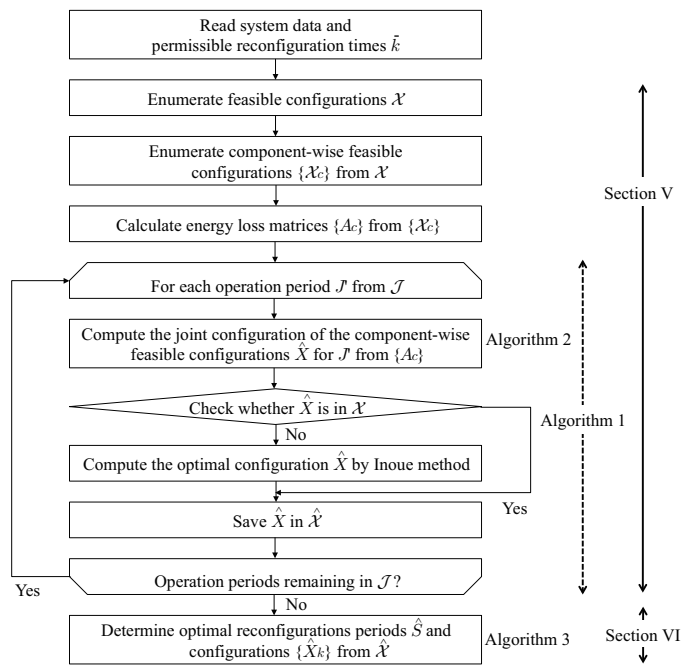 Read system data and
permissible reconfiguration times k̄
Enumerate feasible configurations 𝒳
Enumerate component-wise feasible
configurations {𝒳c} from 𝒳
Section V
Calculate energy loss matrices {Ac} from {𝒳c}
For each operation period J' from 𝒥
Compute the joint configuration of the component-wise
feasible configurations X̂ for J' from {Ac}
Algorithm 2
Check whether X̂ is in 𝒳
Algorithm 1
No
Compute the optimal configuration X̂ by Inoue method
Yes
Save X̂ in 𝒳̂
Operation periods remaining in 𝒥?
Yes
No
Determine optimal reconfigurations periods Ŝ and
configurations {X̂k} from 𝒳̂
Algorithm 3
Section VI